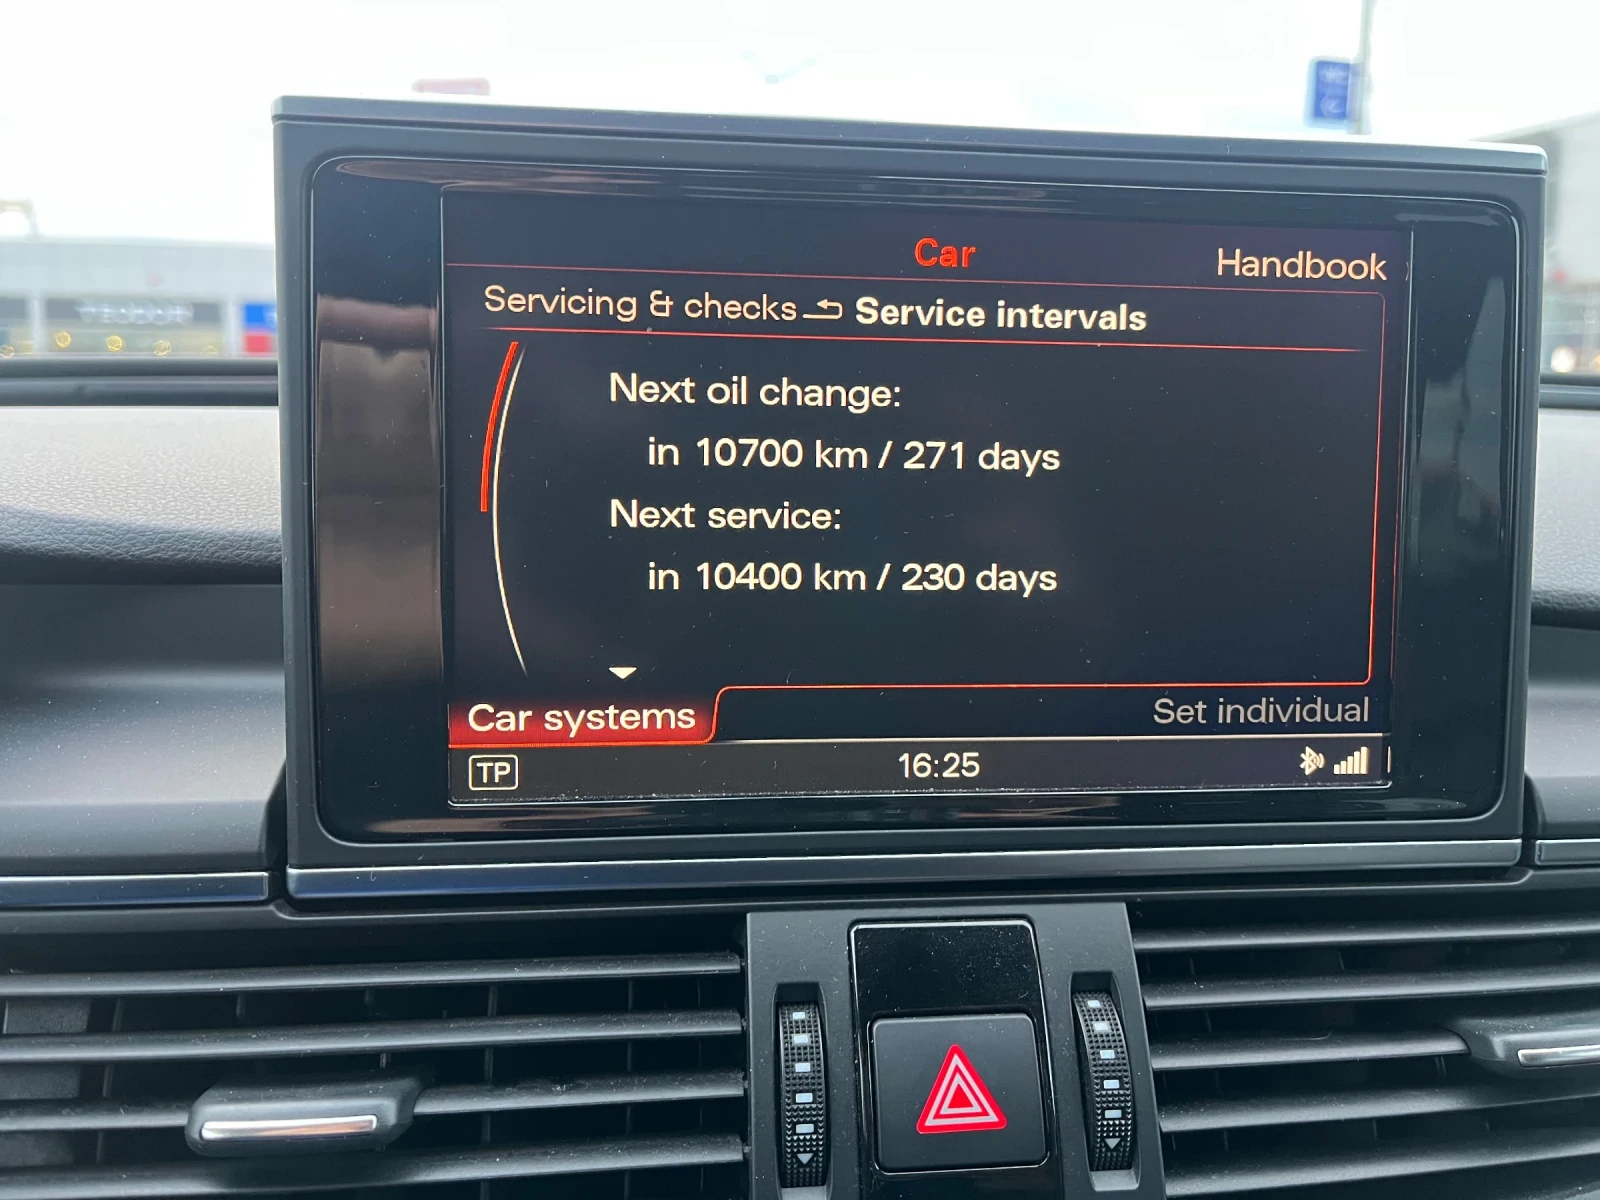 Car
Handbook
Servicing & checks Service intervals
Next oil change:
in 10700 km / 271 days
Next service:
in 10400 km / 230 days
Car systems
Set individual
TP
16:25